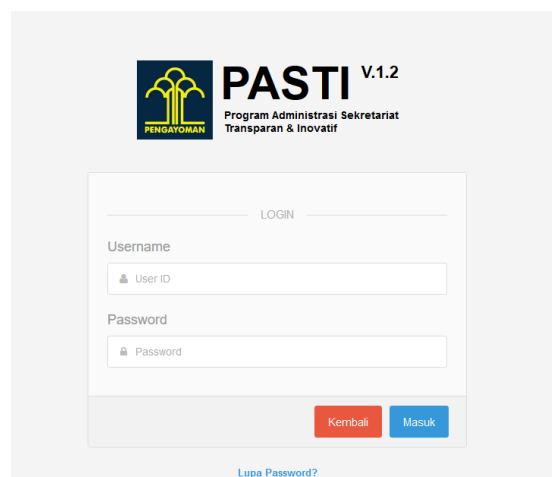 PASTI V.1.2
Program Administrasi Sekretariat
Transparan & Inovatif
PENGAYOMAN
LOGIN
Username
User ID
Password
Password
Kembali
Masuk
Lupa Password?